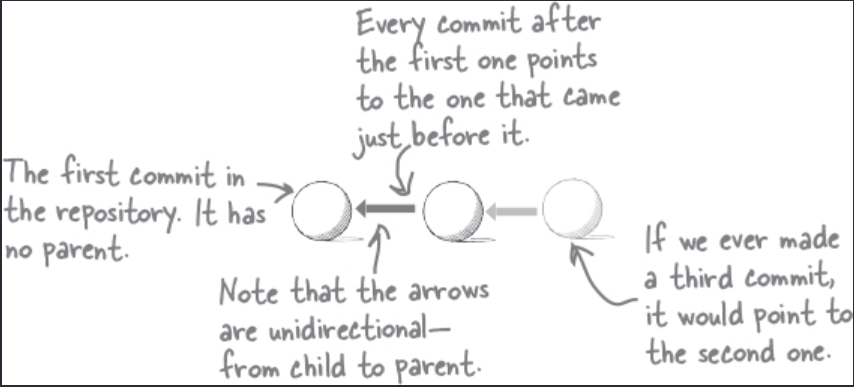 Every commit after
the first one points
to the one that came
just before it.
The first commit in
the repository. It has
no parent.
Note that the arrows
are unidirectional—
from child to parent.
If we ever made
a third commit,
it would point to
the second one.